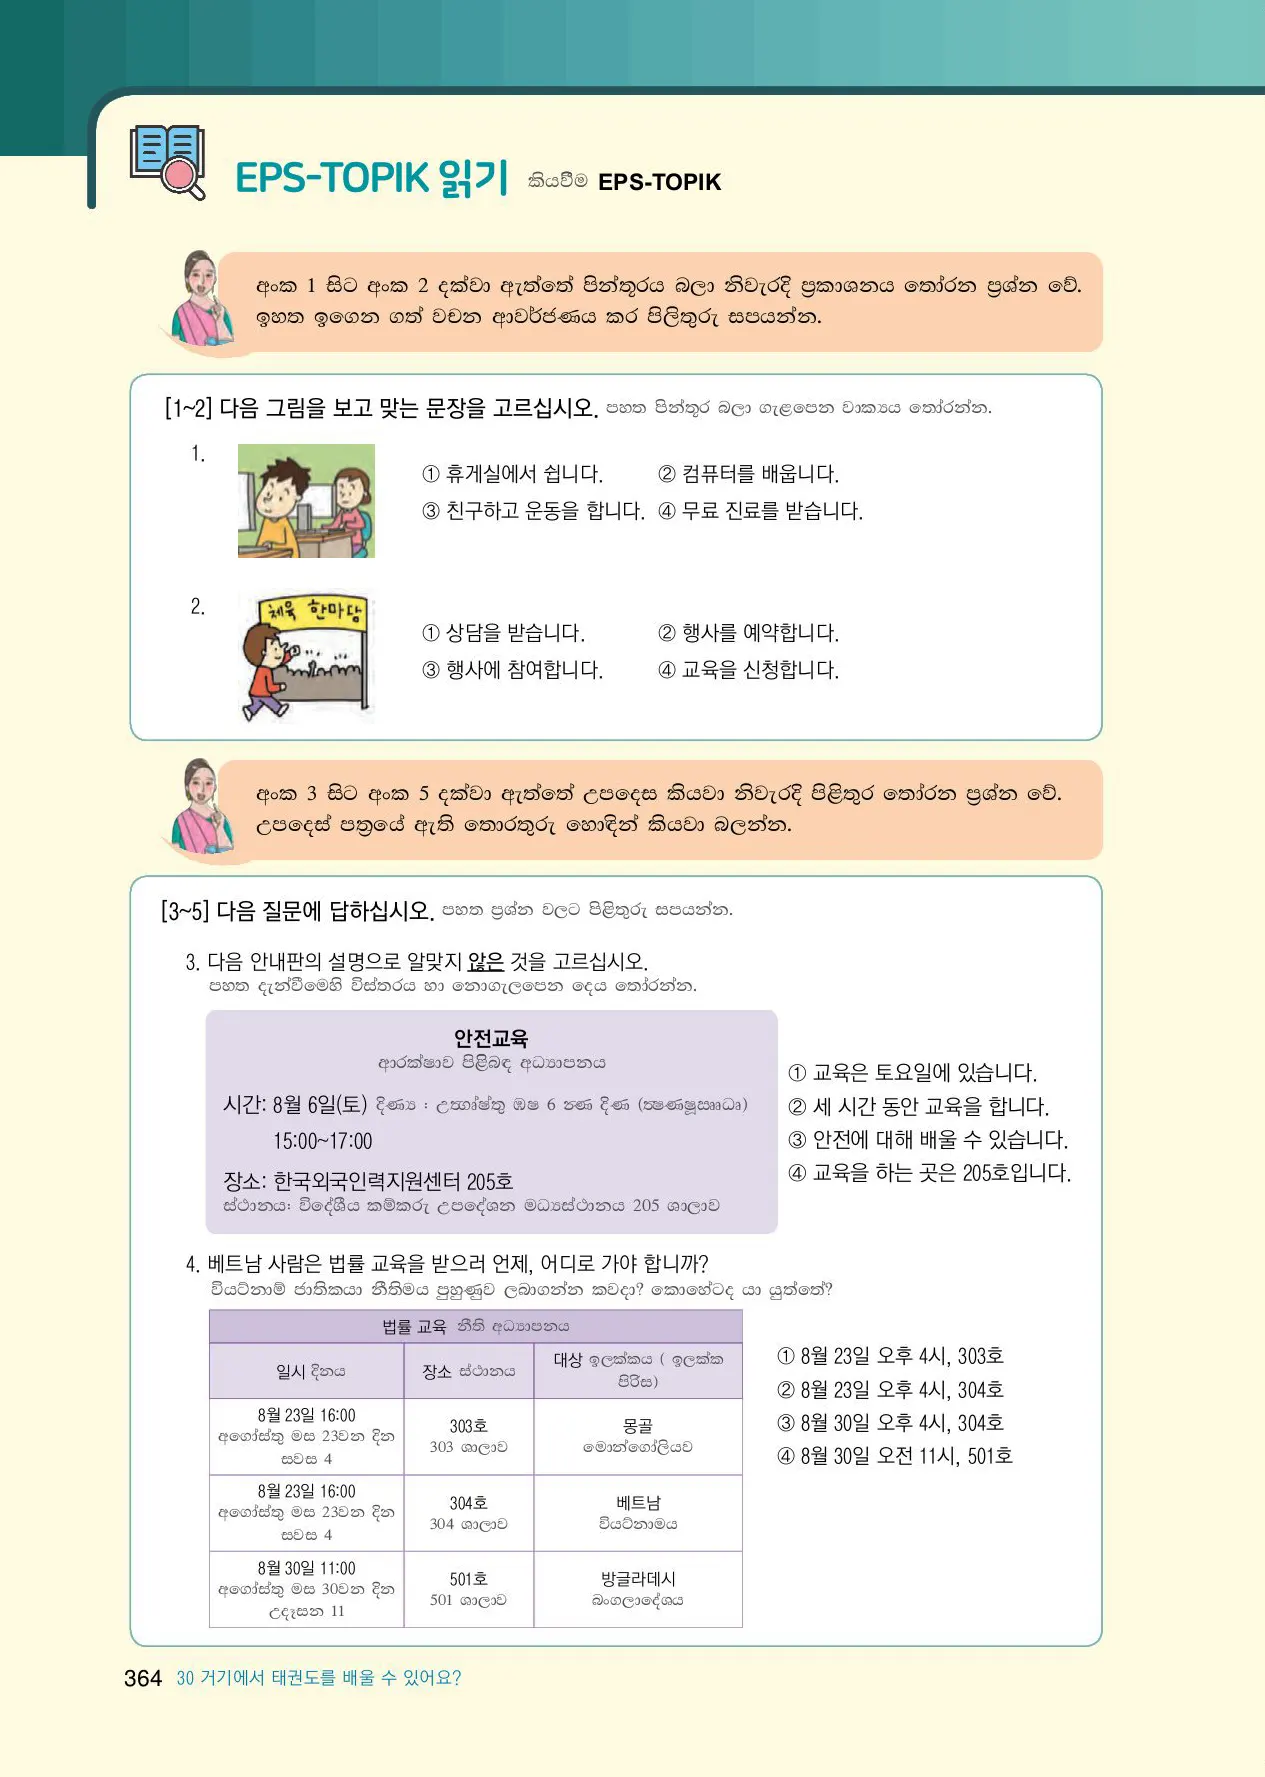 EPS-TOPIK 읽기 කියවීම EPS-TOPIK
අංක 1 සිට අංක 2 දක්වා ඇත්තේ පින්තූරය බලා නිවැරදි ප්‍රකාශනය තෝරන ප්‍රශ්න වේ.
ඉහත ඉගෙන ගත් වචන ආවර්ජණය කර පිලිතුරු සපයන්න.
[1~2] 다음 그림을 보고 맞는 문장을 고르십시오. පහත පින්තූර බලා ගැළපෙන වාක්‍යය තෝරන්න.
1.
① 휴게실에서 쉽니다. ② 컴퓨터를 배웁니다.
③ 친구하고 운동을 합니다. ④ 무료 진료를 받습니다.
2.
체육 한마당
① 상담을 받습니다. ② 행사를 예약합니다.
③ 행사에 참여합니다. ④ 교육을 신청합니다.
අංක 3 සිට අංක 5 දක්වා ඇත්තේ උපදෙස කියවා නිවැරදි පිළිතුර තෝරන ප්‍රශ්න වේ.
උපදෙස් පත්‍රයේ ඇති තොරතුරු හොඳින් කියවා බලන්න.
[3~5] 다음 질문에 답하십시오. පහත ප්‍රශ්න වලට පිළිතුරු සපයන්න.
3. 다음 안내판의 설명으로 알맞지 않은 것을 고르십시오.
පහත දැන්වීමෙහි විස්තරය හා නොගැලපෙන දෙය තෝරන්න.
안전교육
ආරක්ෂාව පිළිබඳ අධ්‍යාපනය
시간: 8월 6일(토)
15:00~17:00
장소: 한국외국인력지원센터 205호
ස්ථානය: විදේශීය කම්කරු උපදේශන මධ්‍යස්ථානය 205 ශාලාව
① 교육은 토요일에 있습니다.
② 세 시간 동안 교육을 합니다.
③ 안전에 대해 배울 수 있습니다.
④ 교육을 하는 곳은 205호입니다.
4. 베트남 사람은 법률 교육을 받으러 언제, 어디로 가야 합니까?
වියට්නාම් ජාතිකයා නීතිමය පුහුණුව ලබාගන්න කවදා? කොහේටද යා යුත්තේ?
법률 교육 නීති අධ්‍යාපනය
일시 දිනය 장소 ස්ථානය 대상 ඉලක්කය ( ඉලක්ක
පිරිස)
8월 23일 16:00 303호 몽골
අගෝස්තු මස 23වන දින 303 ශාලාව මොන්ගෝලියව
සවස 4
8월 23일 16:00 304호 베트남
අගෝස්තු මස 23වන දින 304 ශාලාව වියට්නාමය
සවස 4
8월 30일 11:00 501호 방글라데시
අගෝස්තු මස 30වන දින 501 ශාලාව බංගලාදේශය
උදෑසන 11
① 8월 23일 오후 4시, 303호
② 8월 23일 오후 4시, 304호
③ 8월 30일 오후 4시, 304호
④ 8월 30일 오전 11시, 501호
364 30 거기에서 태권도를 배울 수 있어요?